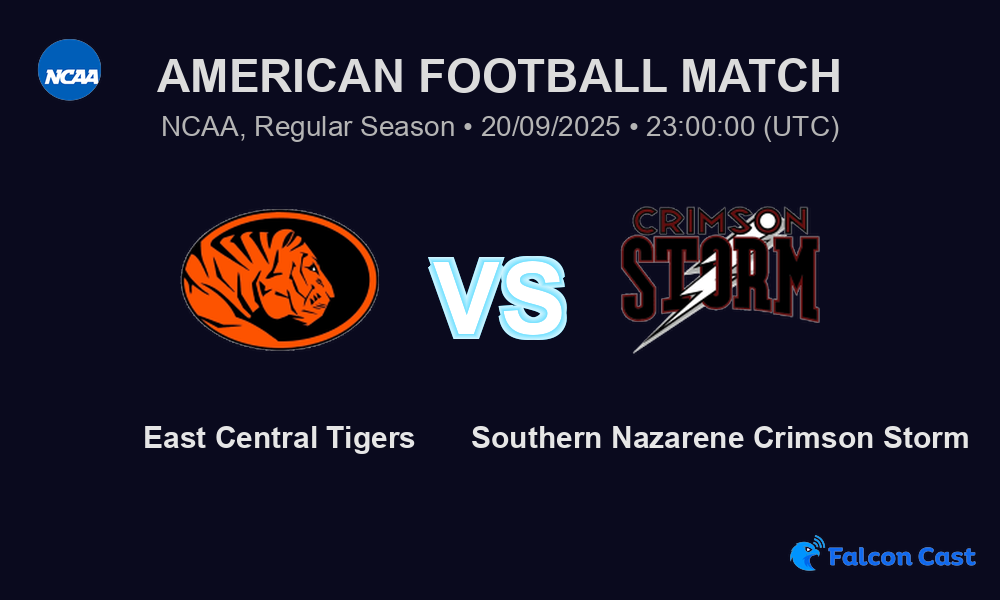 NCAA
AMERICAN FOOTBALL MATCH
NCAA, Regular Season • 20/09/2025 • 23:00:00 (UTC)
CRIMSON
STORM
VS
East Central Tigers
Southern Nazarene Crimson Storm
Falcon Cast